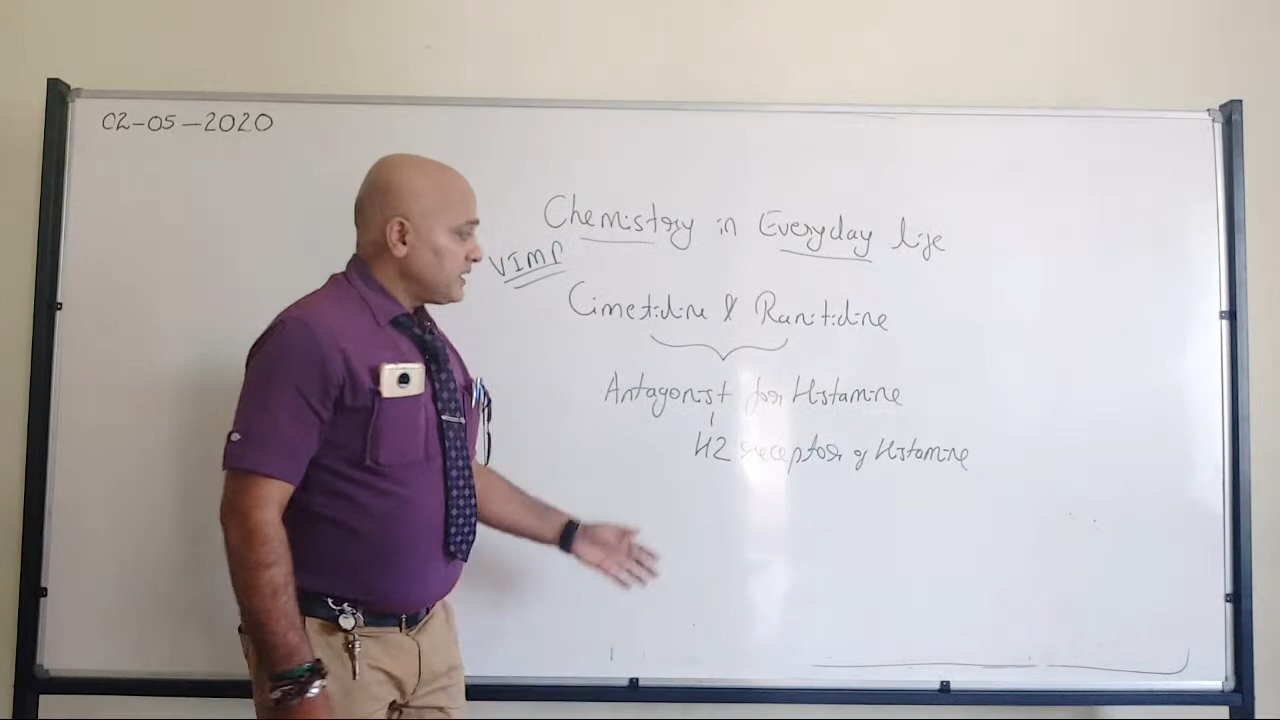 02-05-2020
Chemistry in Everyday life
VIMP
Cimetidine & Ranitidine
Antagonist for Histamine
H2 receptor of Histamine